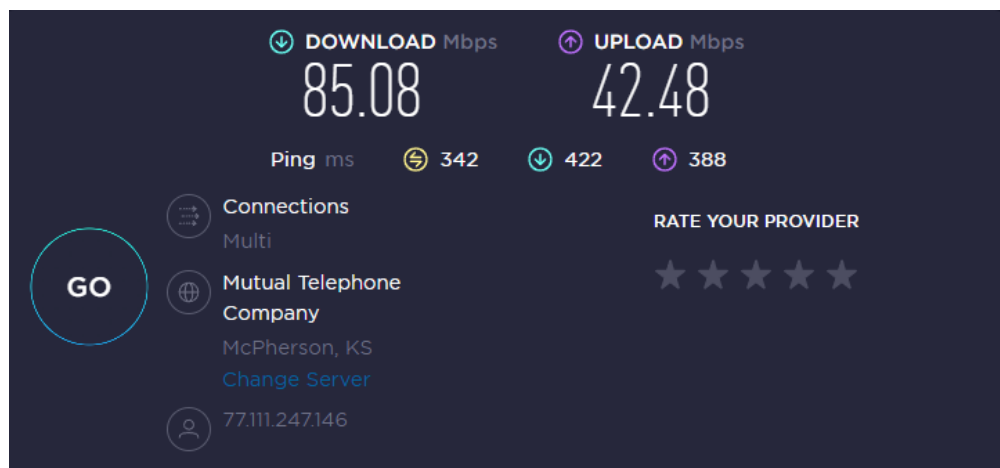 DOWNLOAD Mbps
UPLOAD Mbps
85.08
42.48
Ping ms 342 422 388
GO
Connections
Multi
Mutual Telephone
Company
McPherson, KS
Change Server
77.111.247.146
RATE YOUR PROVIDER